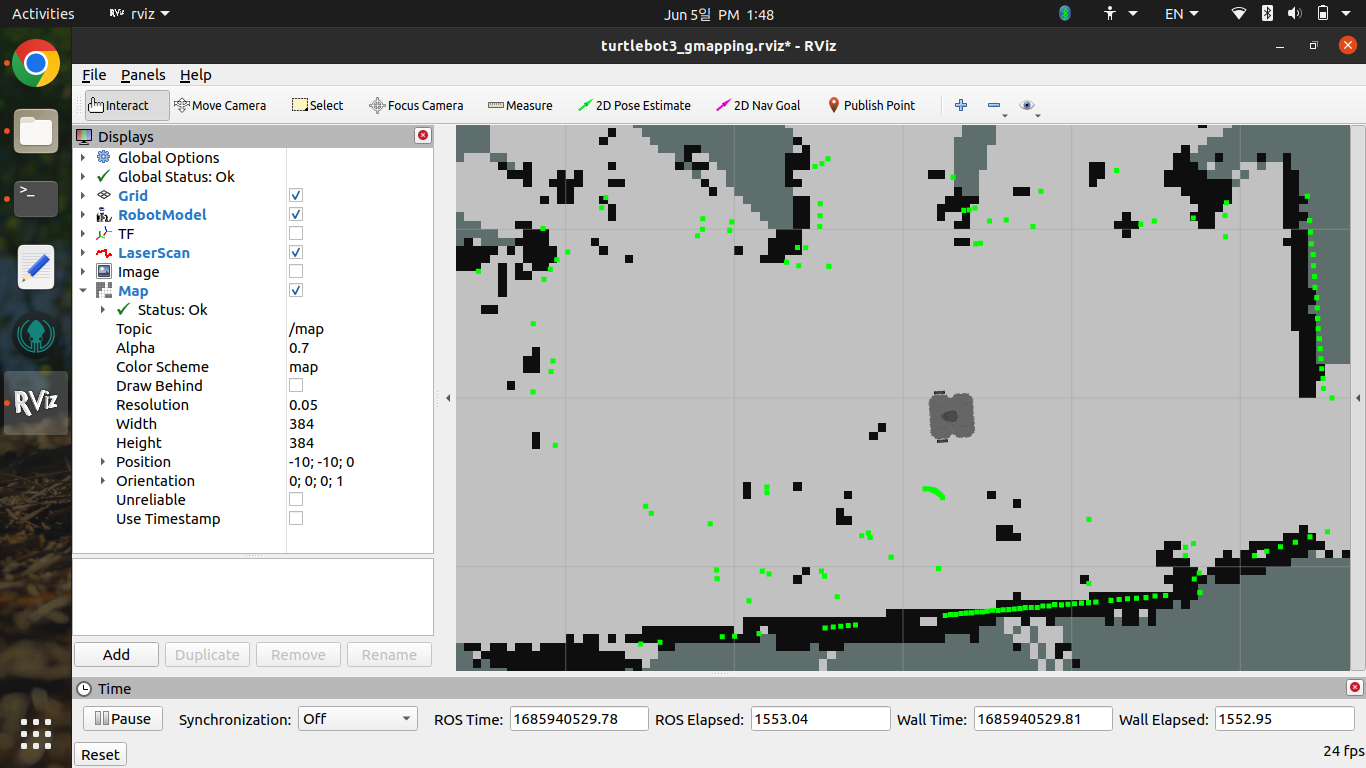 Activities RViz rviz Jun 5일 PM 1:48 EN
turtlebot3_gmapping.rviz* - RViz
File Panels Help
Interact Move Camera Select Focus Camera Measure 2D Pose Estimate 2D Nav Goal Publish Point
Displays
Global Options
Global Status: Ok
Grid
RobotModel
TF
LaserScan
Image
Map
Status: Ok
Topic /map
Alpha 0.7
Color Scheme map
Draw Behind
Resolution 0.05
Width 384
Height 384
Position -10; -10; 0
Orientation 0; 0; 0; 1
Unreliable
Use Timestamp
RViz
Add Duplicate Remove Rename
Time
Pause Synchronization: Off ROS Time: 1685940529.78 ROS Elapsed: 1553.04 Wall Time: 1685940529.81 Wall Elapsed: 1552.95
Reset 24 fps